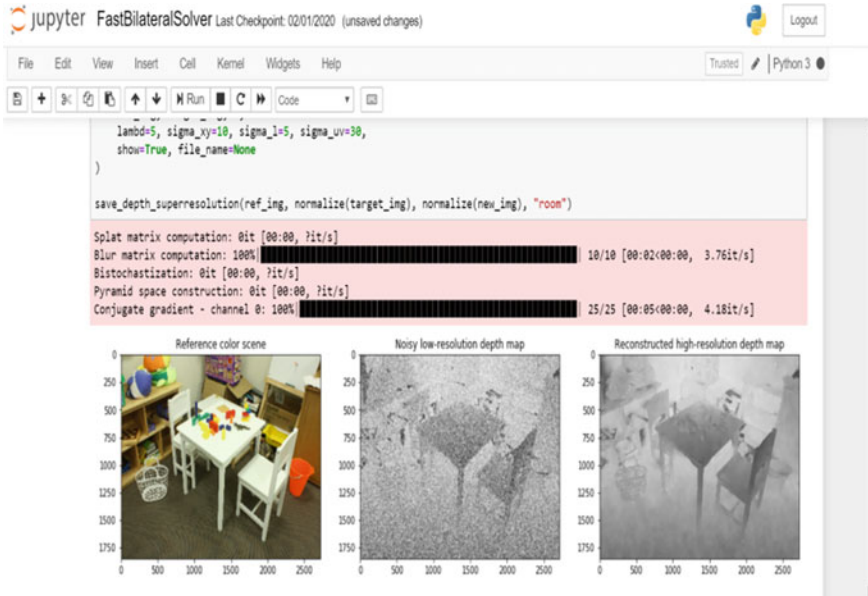 jupyter FastBilateralSolver Last Checkpoint: 02/01/2020 (unsaved changes)
Logout
File Edit View Insert Cell Kernel Widgets Help
Trusted Python 3
Run Code
lambd=5, sigma_xy=10, sigma_l=5, sigma_uv=30,
show=True, file_name=None
)
save_depth_superresolution(ref_img, normalize(target_img), normalize(new_img), "room")
Splat matrix computation: 0it [00:00, ?it/s]
Blur matrix computation: 100%| | 10/10 [00:02<00:00, 3.76it/s]
Bistochastization: 0it [00:00, ?it/s]
Pyramid space construction: 0it [00:00, ?it/s]
Conjugate gradient - channel 0: 100%| | 25/25 [00:05<00:00, 4.18it/s]
Reference color scene
0
250
500
750
1000
1250
1500
1750
0 500 1000 1500 2000 2500
Noisy low-resolution depth map
0
250
500
750
1000
1250
1500
1750
0 500 1000 1500 2000 2500
Reconstructed high-resolution depth map
0
250
500
750
1000
1250
1500
1750
0 500 1000 1500 2000 2500